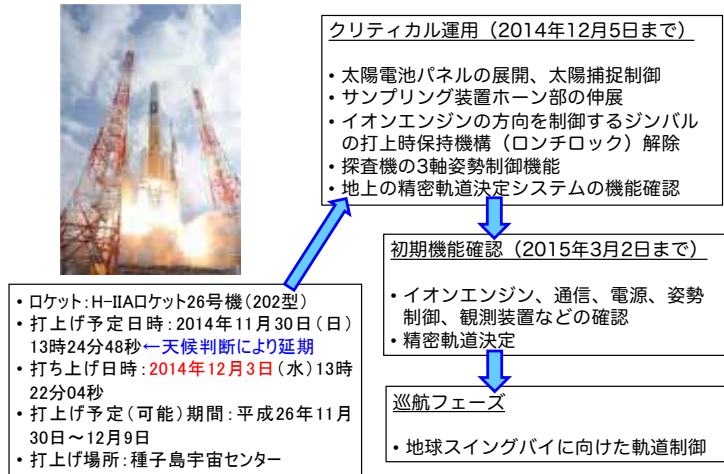 クリティカル運用（2014年12月5日まで）
・太陽電池パネルの展開、太陽捕捉制御
・サンプリング装置ホーン部の伸展
・イオンエンジンの方向を制御するジンバル
の打上時保持機構（ロンチロック）解除
・探査機の3軸姿勢制御機能
・地上の精密軌道決定システムの機能確認
初期機能確認（2015年3月2日まで）
・イオンエンジン、通信、電源、姿勢
制御、観測装置などの確認
・精密軌道決定
巡航フェーズ
・地球スイングバイに向けた軌道制御
• ロケット：H-IIAロケット26号機（202型）
• 打上げ予定日時：2014年11月30日（日）
13時24分48秒←天候判断により延期
• 打ち上げ日時：2014年12月3日（水）13時
22分04秒
• 打上げ予定（可能）期間：平成26年11月
30日～12月9日
• 打上げ場所：種子島宇宙センター